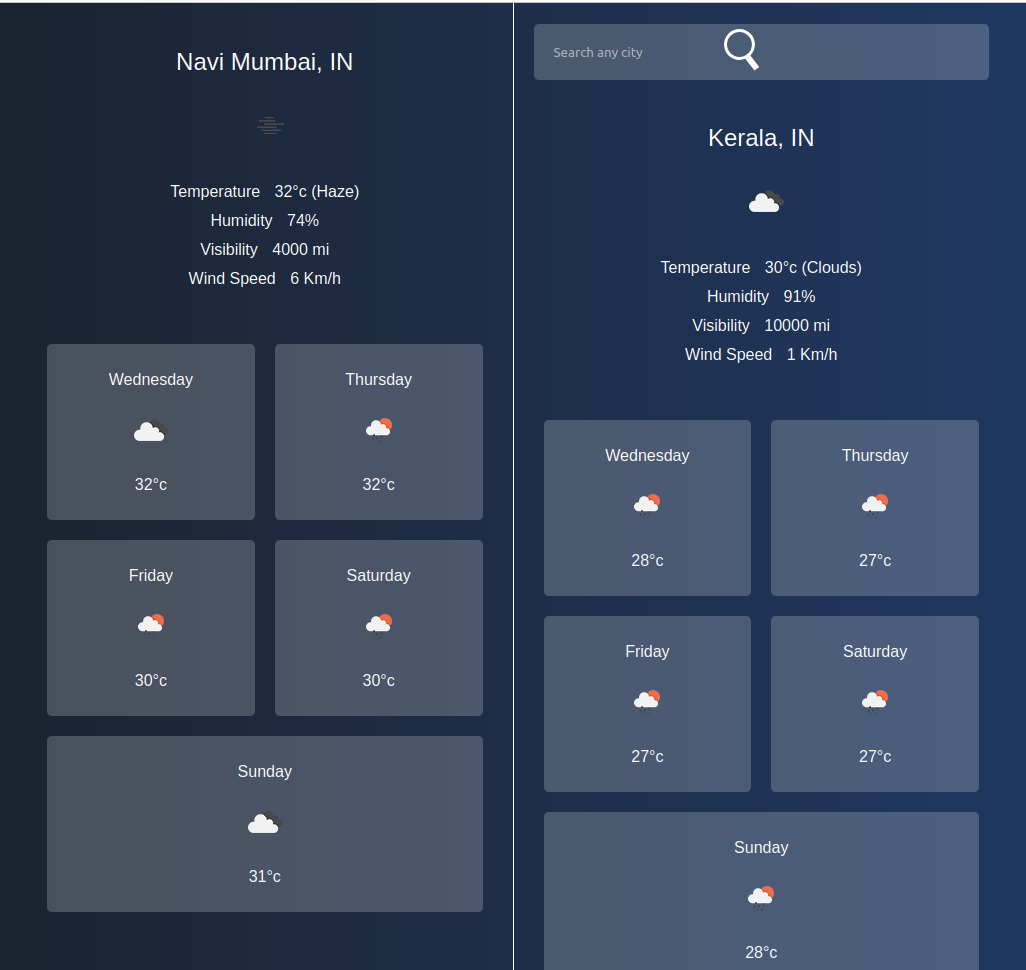 Navi Mumbai, IN
Temperature 32°c (Haze)
Humidity 74%
Visibility 4000 mi
Wind Speed 6 Km/h
Wednesday
32°c
Thursday
32°c
Friday
30°c
Saturday
30°c
Sunday
31°c
Search any city
Kerala, IN
Temperature 30°c (Clouds)
Humidity 91%
Visibility 10000 mi
Wind Speed 1 Km/h
Wednesday
28°c
Thursday
27°c
Friday
27°c
Saturday
27°c
Sunday
28°c